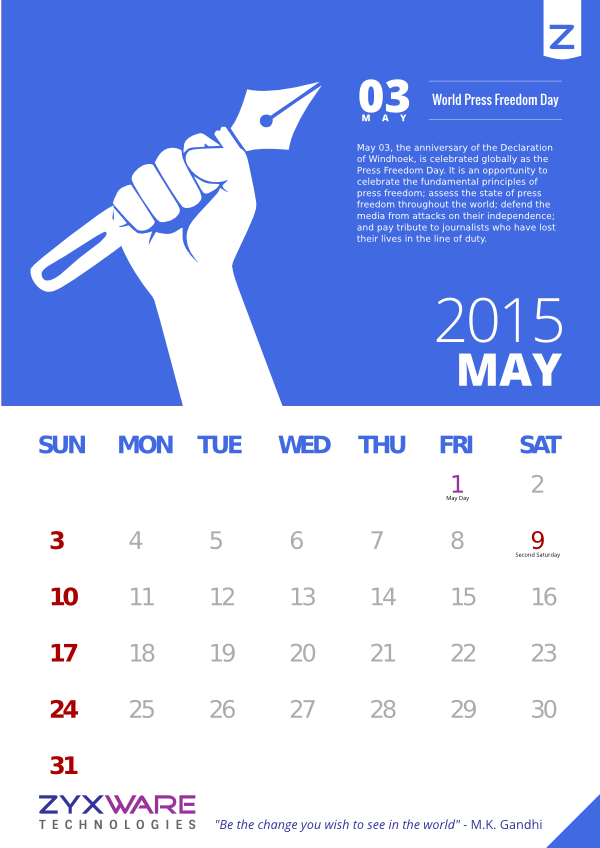 Z
03
MAY
World Press Freedom Day
May 03, the anniversary of the Declaration
of Windhoek, is celebrated globally as the
Press Freedom Day. It is an opportunity to
celebrate the fundamental principles of
press freedom; assess the state of press
freedom throughout the world; defend the
media from attacks on their independence;
and pay tribute to journalists who have lost
their lives in the line of duty.
2015
MAY
SUN MON TUE WED THU FRI SAT
1 2
May Day
3 4 5 6 7 8 9
Second Saturday
10 11 12 13 14 15 16
17 18 19 20 21 22 23
24 25 26 27 28 29 30
31
ZYXWARE
TECHNOLOGIES
"Be the change you wish to see in the world" - M.K. Gandhi